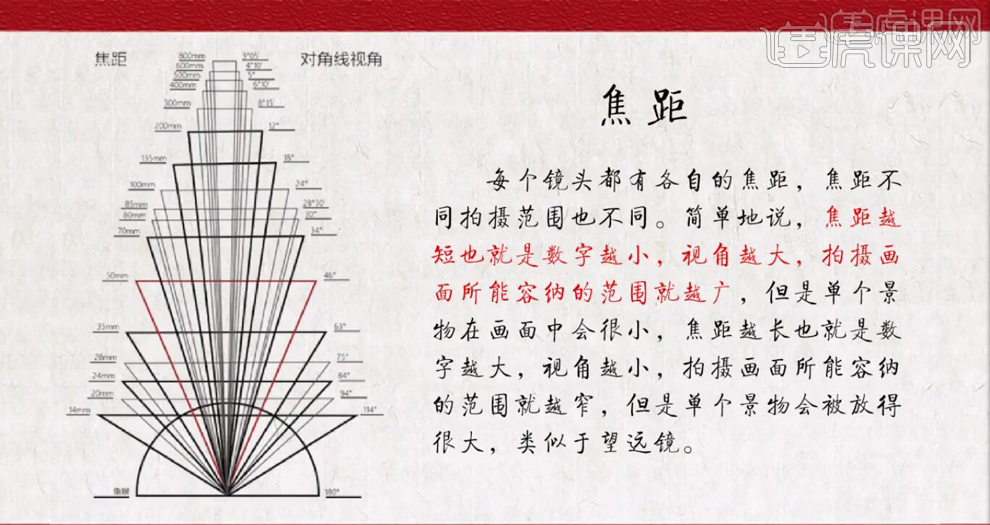 虎课网
焦距
对角线视角
800mm 3°05'
600mm 4°10'
500mm 5°
400mm 6°10'
300mm 8°15'
200mm 12°
135mm 18°
100mm 24°
85mm 28°30'
80mm 30°
70mm 34°
50mm 46°
35mm 63°
28mm 75°
24mm 84°
20mm 94°
14mm 114°
鱼眼 180°
焦距
每个镜头都有各自的焦距，焦距不
同拍摄范围也不同。简单地说，焦距越
短也就是数字越小，视角越大，拍摄画
面所能容纳的范围就越广，但是单个景
物在画面中会很小，焦距越长也就是数
字越大，视角越小，拍摄画面所能容纳
的范围就越窄，但是单个景物会被放得
很大，类似于望远镜。